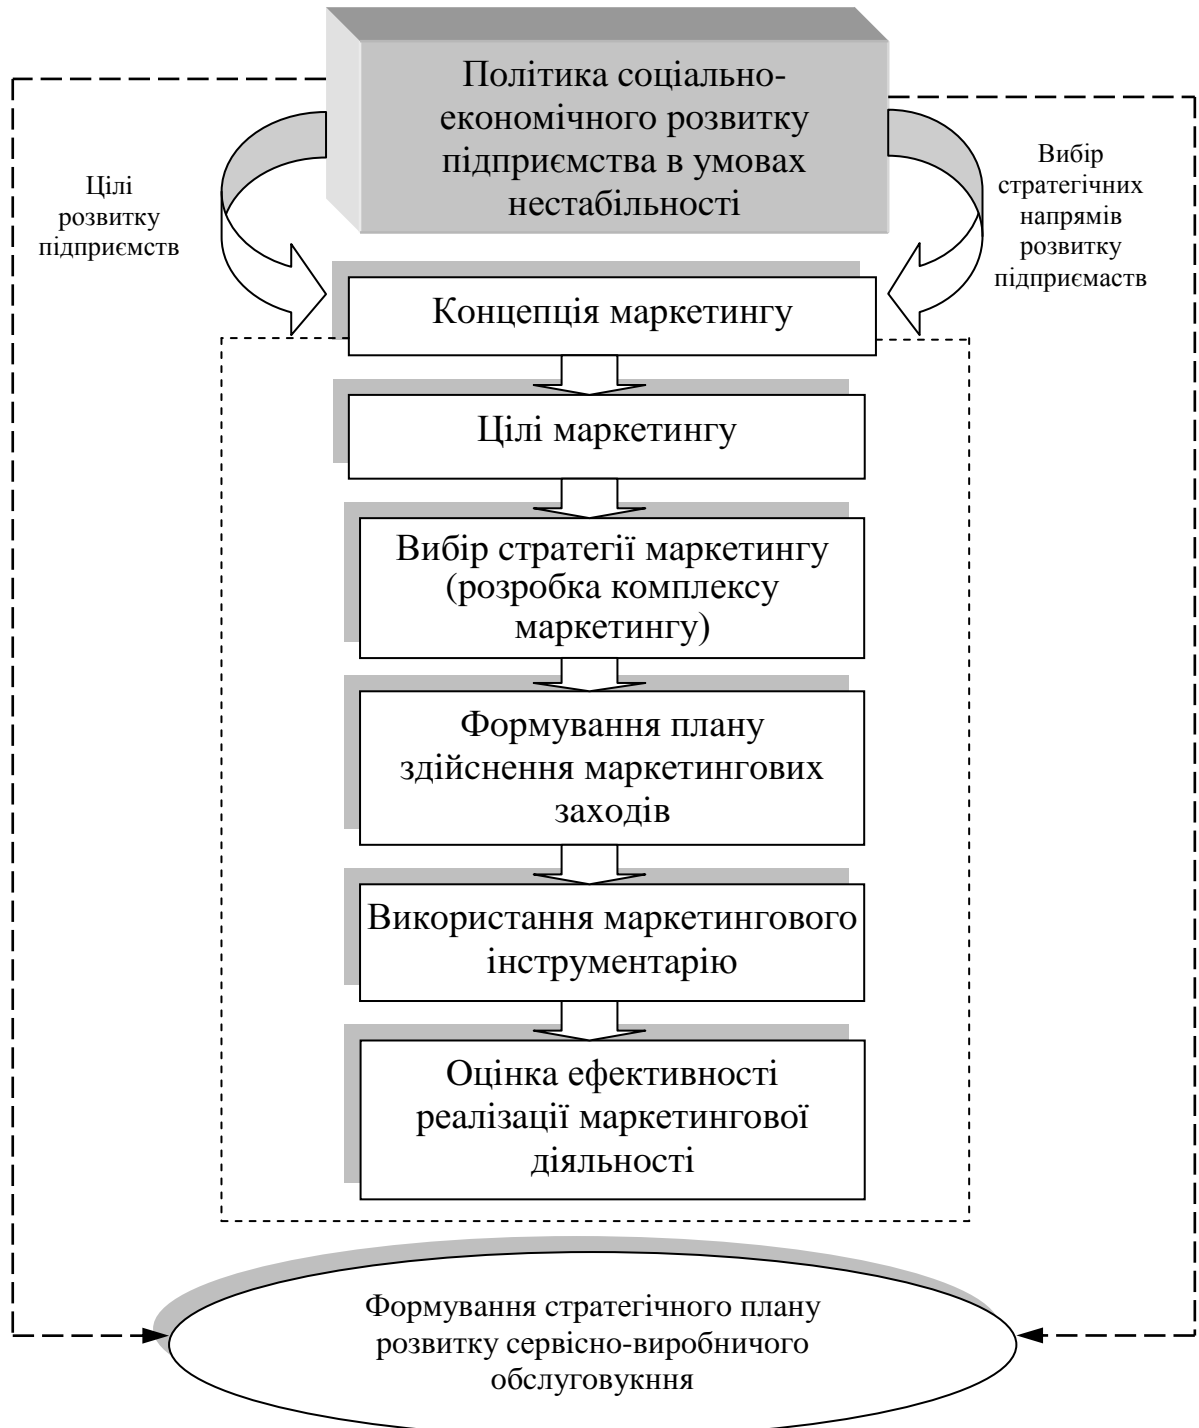 Політика соціально-
економічного розвитку
підприємства в умовах
нестабільності
Цілі
розвитку
підприємств
Вибір
стратегічних
напрямів
розвитку
підприємаств
Концепція маркетингу
Цілі маркетингу
Вибір стратегії маркетингу
(розробка комплексу
маркетингу)
Формування плану
здійснення маркетингових
заходів
Використання маркетингового
інструментарію
Оцінка ефективності
реалізації маркетингової
діяльності
Формування стратегічного плану
розвитку сервісно-виробничого
обслуговукння